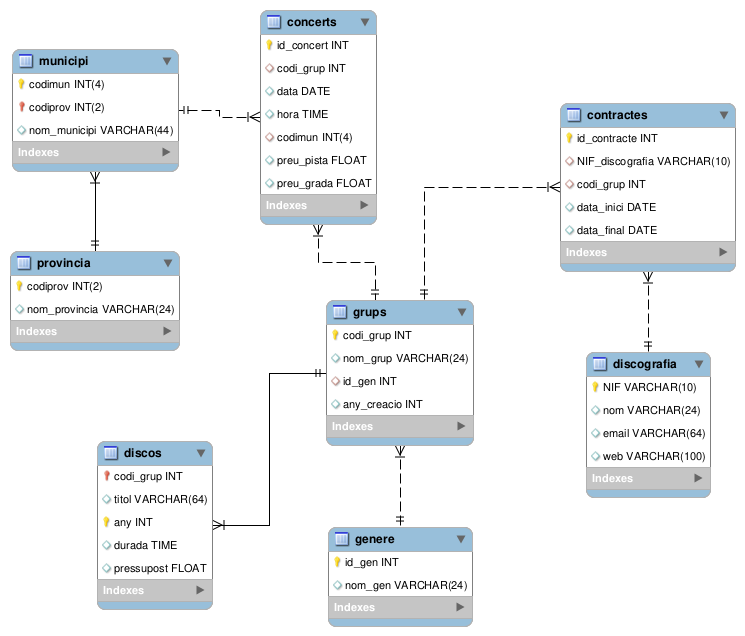 concerts
id_concert INT
codi_grup INT
data DATE
hora TIME
codimun INT(4)
preu_pista FLOAT
preu_grada FLOAT
Indexes
municipi
codimun INT(4)
codiprov INT(2)
nom_municipi VARCHAR(44)
Indexes
contractes
id_contracte INT
NIF_discografia VARCHAR(10)
codi_grup INT
data_inici DATE
data_final DATE
Indexes
provincia
codiprov INT(2)
nom_provincia VARCHAR(24)
Indexes
grups
codi_grup INT
nom_grup VARCHAR(24)
id_gen INT
any_creacio INT
Indexes
discografia
NIF VARCHAR(10)
nom VARCHAR(24)
email VARCHAR(64)
web VARCHAR(100)
Indexes
discos
codi_grup INT
titol VARCHAR(64)
any INT
durada TIME
pressupost FLOAT
Indexes
genere
id_gen INT
nom_gen VARCHAR(24)
Indexes